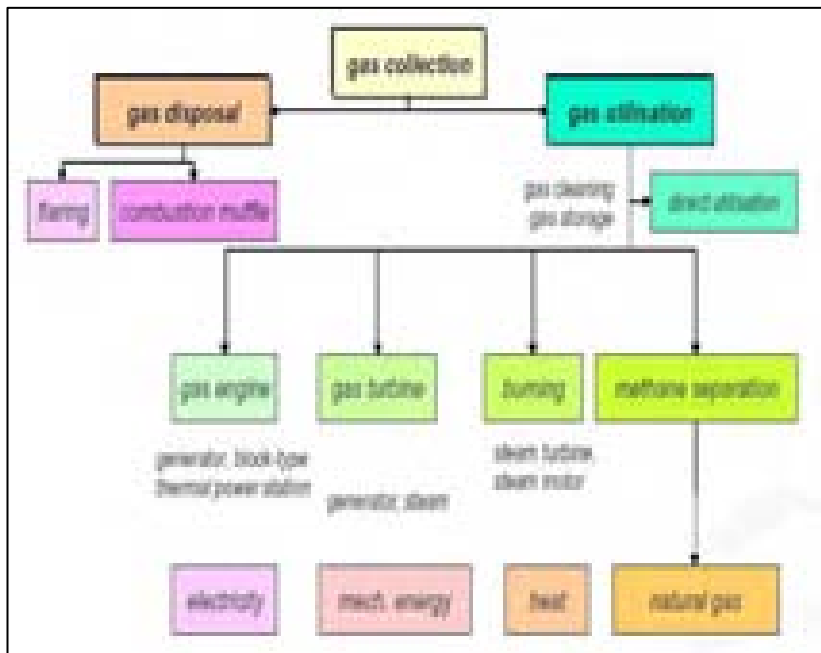 gas collection
gas disposal
gas utilisation
flaring
combustion muffle
gas cleaning
gas storage
direct utilisation
gas engine
gas turbine
burning
methane separation
generator, block-type
thermal power station
generator, steam
steam turbine,
steam motor
electricity
mech. energy
heat
natural gas